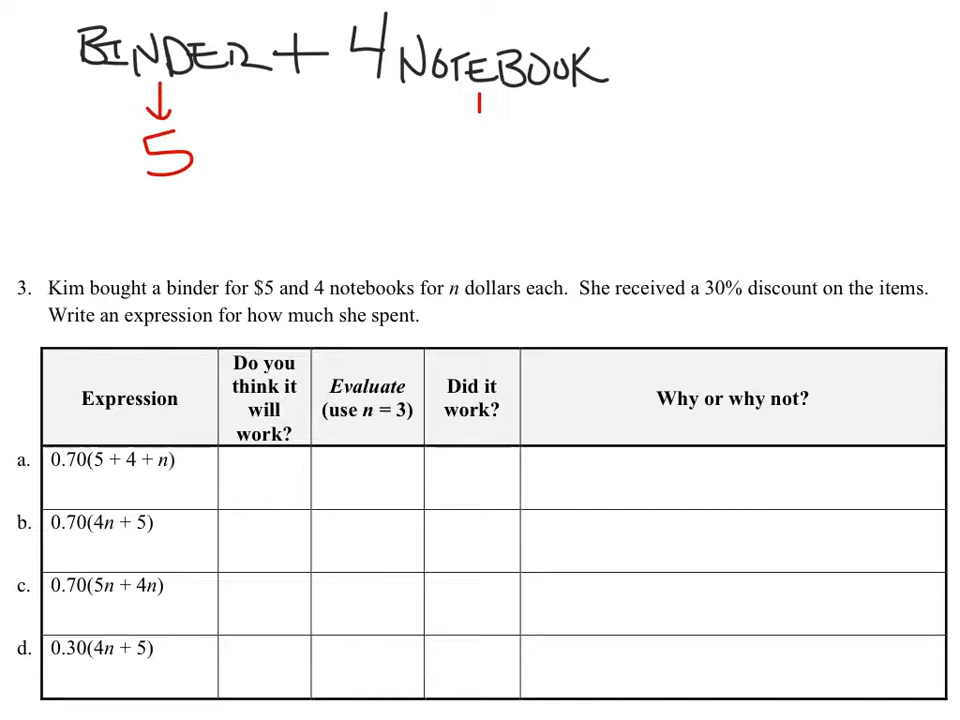 BINDER + 4 NOTEBOOK
5
3. Kim bought a binder for $5 and 4 notebooks for n dollars each. She received a 30% discount on the items.
Write an expression for how much she spent.
Expression
Do you
think it
will
work?
Evaluate
(use n = 3)
Did it
work?
Why or why not?
a. 0.70(5 + 4 + n)
b. 0.70(4n + 5)
c. 0.70(5n + 4n)
d. 0.30(4n + 5)